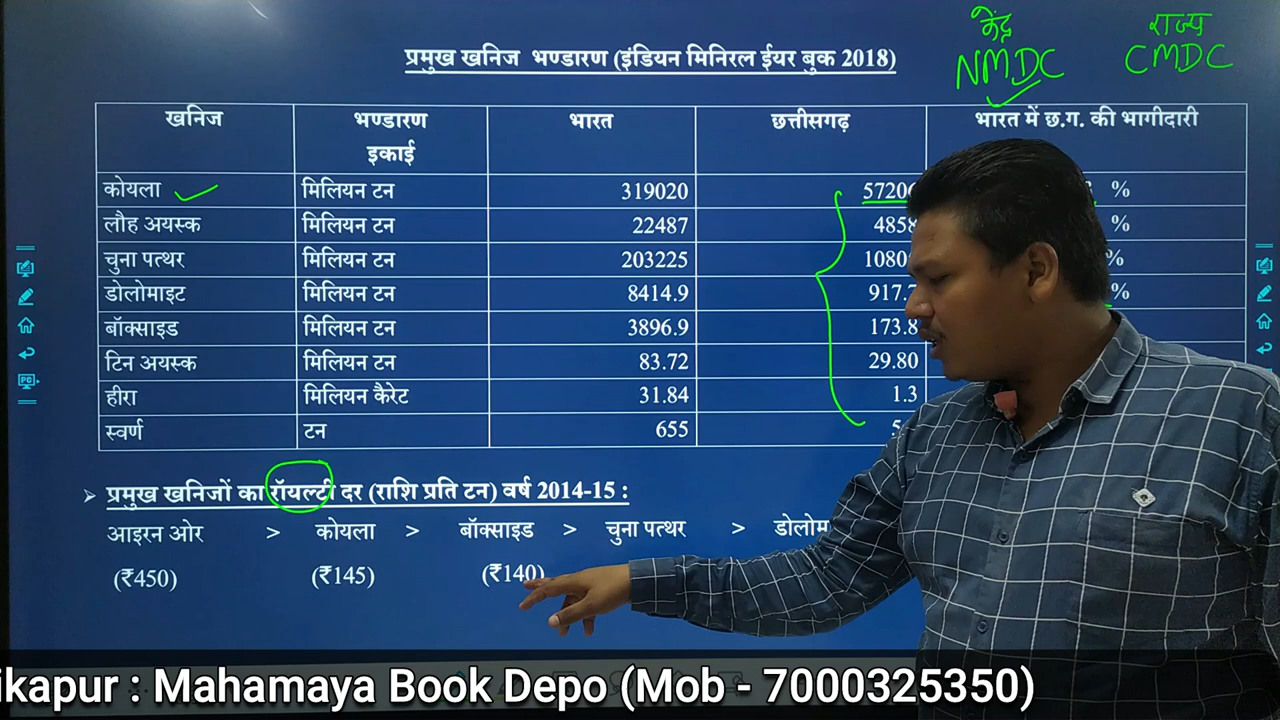 केंद्र राज्य
NMDC CMDC
प्रमुख खनिज भण्डारण (इंडियन मिनिरल ईयर बुक 2018)
खनिज भण्डारण इकाई भारत छत्तीसगढ़ भारत में छ.ग. की भागीदारी
कोयला मिलियन टन 319020 %
लौह अयस्क मिलियन टन 22487 4858 %
चुना पत्थर मिलियन टन 203225 %
डोलोमाइट मिलियन टन 8414.9 %
बॉक्साइड मिलियन टन 3896.9 173.8
टिन अयस्क मिलियन टन 83.72 29.80
हीरा मिलियन कैरेट 31.84 1.3
स्वर्ण टन 655
➢ प्रमुख खनिजों का रॉयल्टी दर (राशि प्रति टन) वर्ष 2014-15 :
आइरन ओर > कोयला > बॉक्साइड > चुना पत्थर >
(₹450) (₹145) (₹140)
ikapur : Mahamaya Book Depo (Mob - 7000325350)